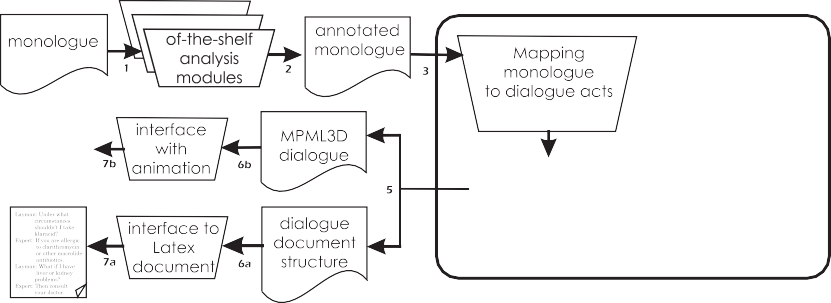 monologue
1
of-the-shelf
analysis
modules
2
annotated
monologue
3
Mapping
monologue
to dialogue acts
7b
interface
with
animation
6b
MPML3D
dialogue
5
Layman: Under what
circumstances
shouldn't I take
klaricid?
Expert: If you are allergic
to clarithromycin
or other macrolide
antibiotics.
Layman: What if I have
liver or kidney
problems?
Expert: Then consult
your doctor.
7a
interface to
Latex
document
6a
dialogue
document
structure